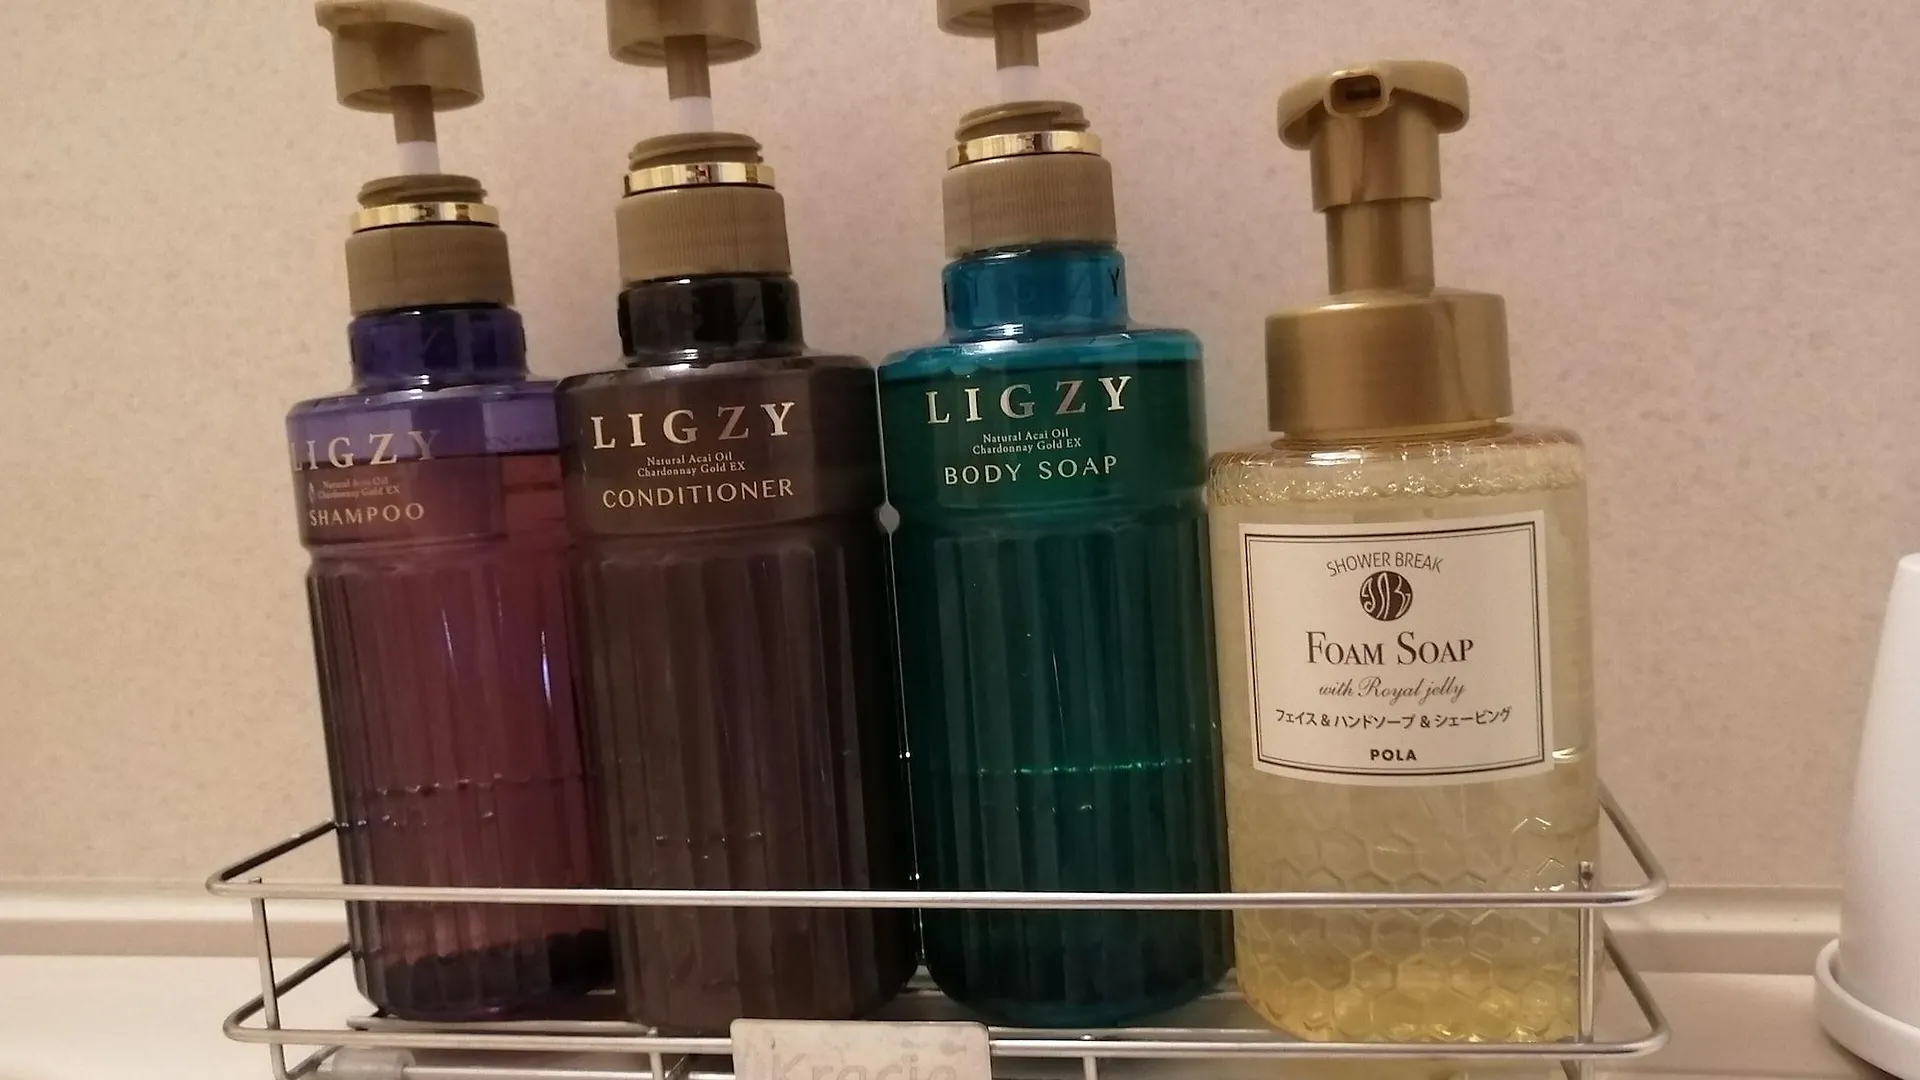 LIGZY
Natural Acai Oil
Chardonnay Gold EX
SHAMPOO
LIGZY
Natural Acai Oil
Chardonnay Gold EX
CONDITIONER
LIGZY
Natural Acai Oil
Chardonnay Gold EX
BODY SOAP
SHOWER BREAK
FOAM SOAP
with Royal jelly
フェイス&ハンドソープ&シェービング
POLA
Kracie